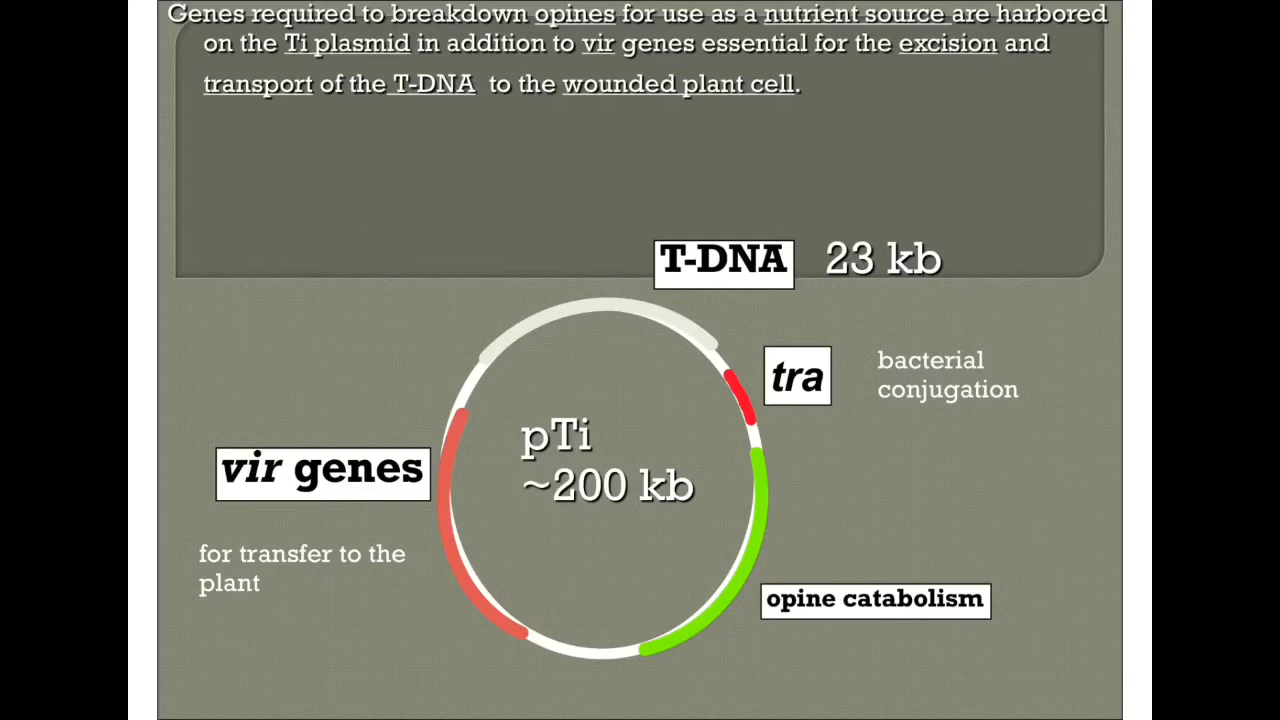 Genes required to breakdown opines for use as a nutrient source are harbored
on the Ti plasmid in addition to vir genes essential for the excision and
transport of the T-DNA to the wounded plant cell.
T-DNA 23 kb
tra
bacterial
conjugation
pTi
~200 kb
vir genes
for transfer to the
plant
opine catabolism